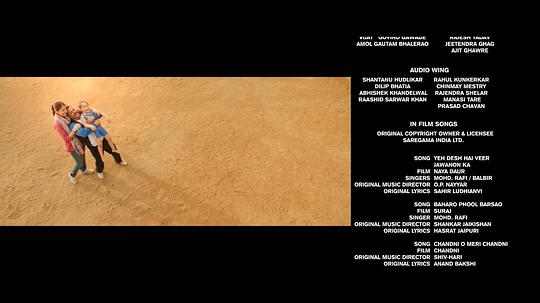 AMOL GAUTAM BHALERAO JEETENDRA GHAG
AJIT GHAWRE
AUDIO WING
SHANTANU HUDLIKAR RAHUL KUNKERKAR
DILIP BHATIA CHINMAY MESTRY
ABHISHEK KHANDELWAL RAJENDRA SHELAR
RAASHID SARWAR KHAN MANASI TARE
PRASAD CHAVAN
IN FILM SONGS
ORIGINAL COPYRIGHT OWNER & LICENSEE
SAREGAMA INDIA LTD.
SONG YEH DESH HAI VEER
JAWANON KA
FILM NAYA DAUR
SINGERS MOHD. RAFI / BALBIR
ORIGINAL MUSIC DIRECTOR O.P. NAYYAR
ORIGINAL LYRICS SAHIR LUDHIANVI
SONG BAHARO PHOOL BARSAO
FILM SURAJ
SINGER MOHD. RAFI
ORIGINAL MUSIC DIRECTOR SHANKAR JAIKISHAN
ORIGINAL LYRICS HASRAT JAIPURI
SONG CHANDNI O MERI CHANDNI
FILM CHANDNI
ORIGINAL MUSIC DIRECTOR SHIV-HARI
ORIGINAL LYRICS ANAND BAKSHI